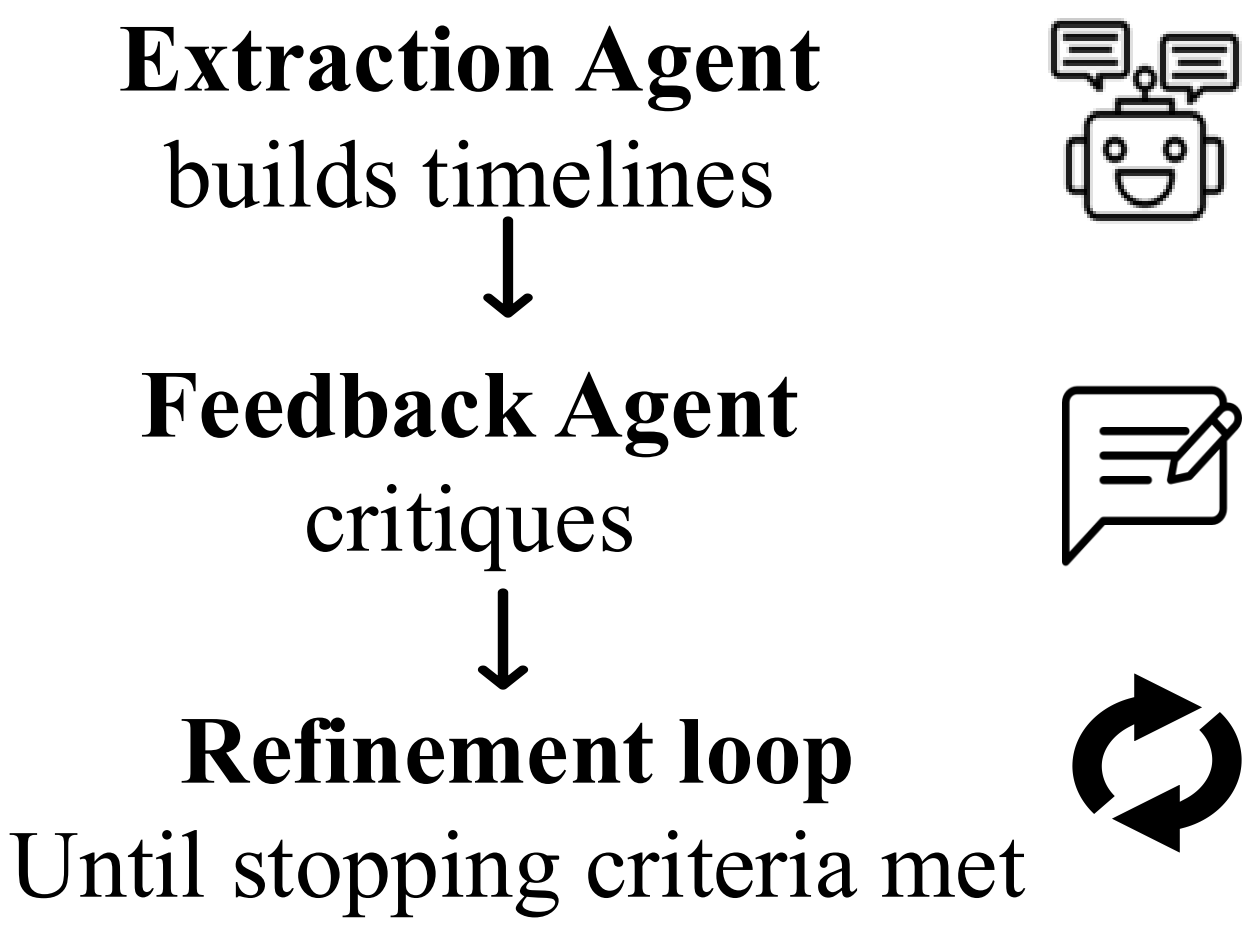 Extraction Agent
builds timelines
Feedback Agent
critiques
Refinement loop
Until stopping criteria met